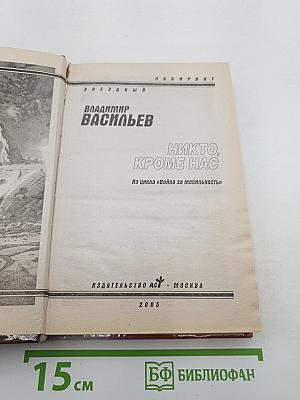 ЛАБИРИНТ
ЗВЕЗДНЫЙ
ВЛАДИМИР
ВАСИЛЬЕВ
НИКТО,
КРОМЕ НАС
Из цикла «Война за мобильность»
ИЗДАТЕЛЬСТВО АСТ • МОСКВА
2005
15 СМ
БФ БИБЛИОФАН